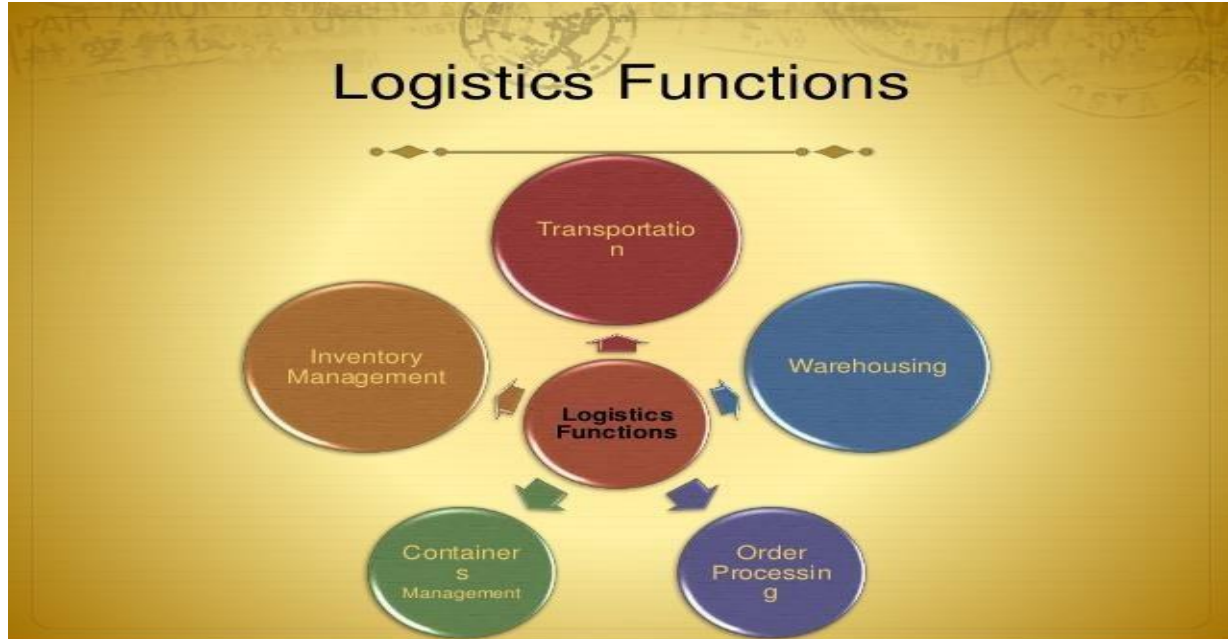 Logistics Functions
Transportatio
n
Inventory
Management
Warehousing
Logistics
Functions
Container
s
Management
Order
Processin
g